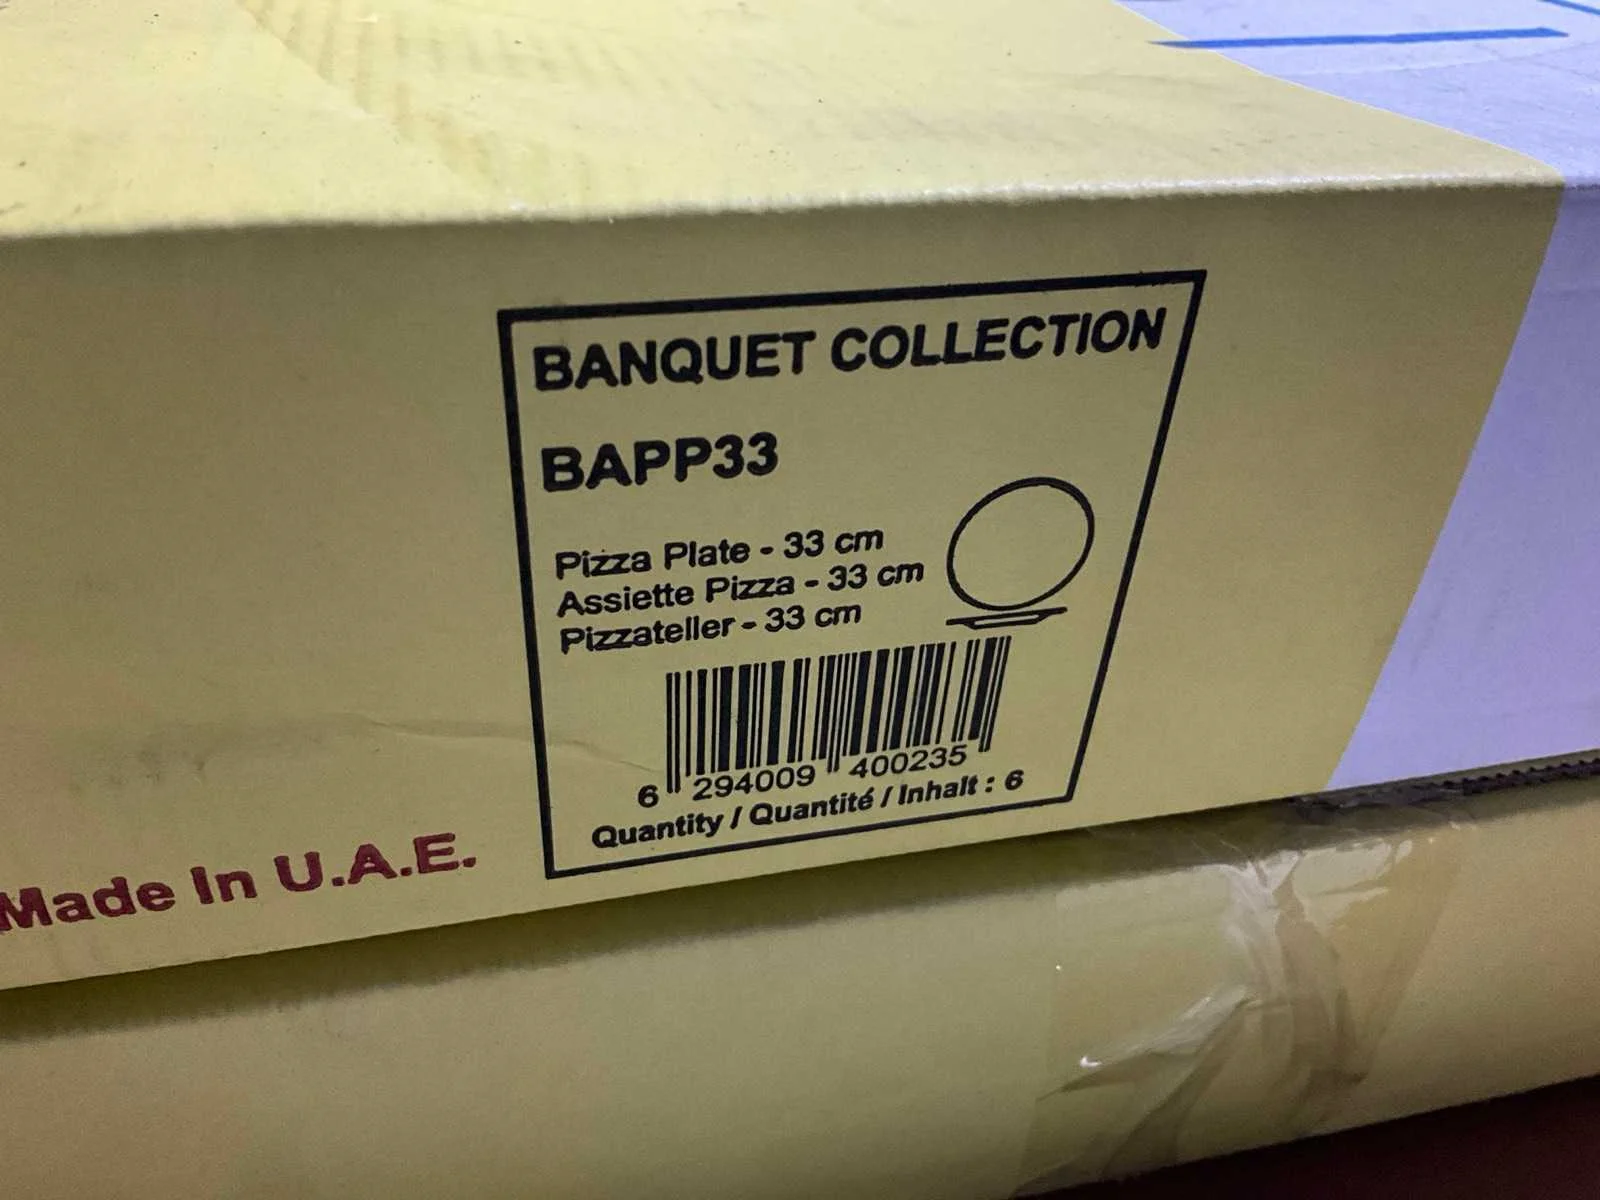 BANQUET COLLECTION
BAPP33
Pizza Plate - 33 cm
Assiette Pizza - 33 cm
Pizzateller - 33 cm
6 294009 400235
Quantity / Quantité / Inhalt : 6
Made In U.A.E.